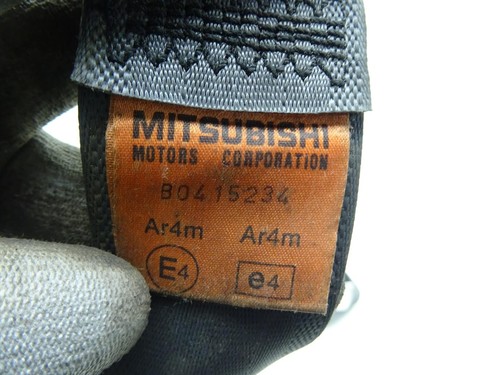 MITSUBISHI
MOTORS CORPORATION
B0415234
Ar4m Ar4m
E4 e4